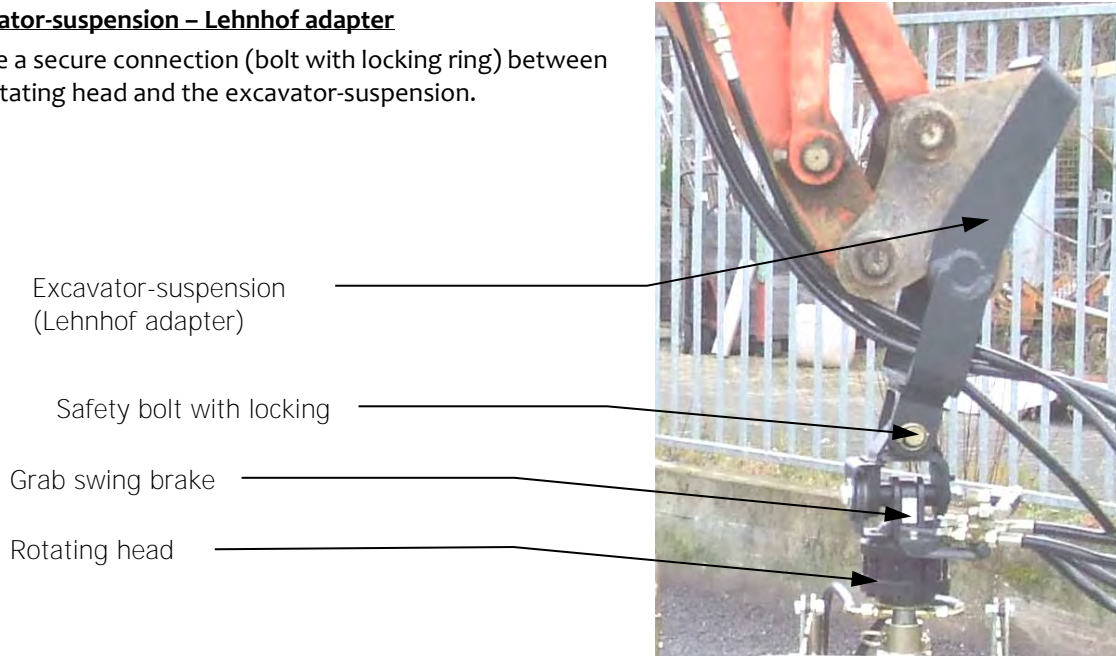 ator-suspension – Lehnhof adapter
e a secure connection (bolt with locking ring) between
tating head and the excavator-suspension.
Excavator-suspension
(Lehnhof adapter)
Safety bolt with locking
Grab swing brake
Rotating head